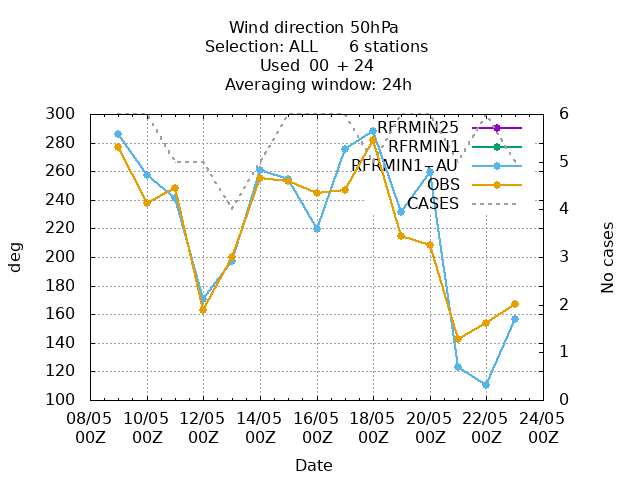 Wind direction 50hPa
Selection: ALL 6 stations
Used 00 + 24
Averaging window: 24h
300
280
260
240
220
200
180
160
140
120
100
deg
6
5
4
3
2
1
0
No cases
RFRMIN25
RFRMIN1
RFRMIN1-AU
OBS
CASES
08/05 10/05 12/05 14/05 16/05 18/05 20/05 22/05 24/05
00Z 00Z 00Z 00Z 00Z 00Z 00Z 00Z 00Z
Date